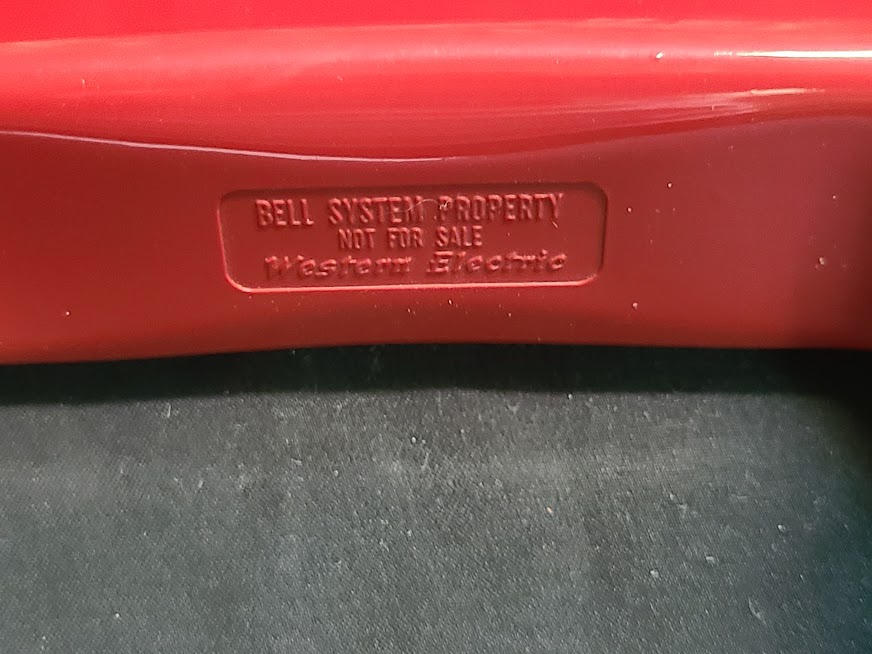 BELL SYSTEM PROPERTY
NOT FOR SALE
Western Electric